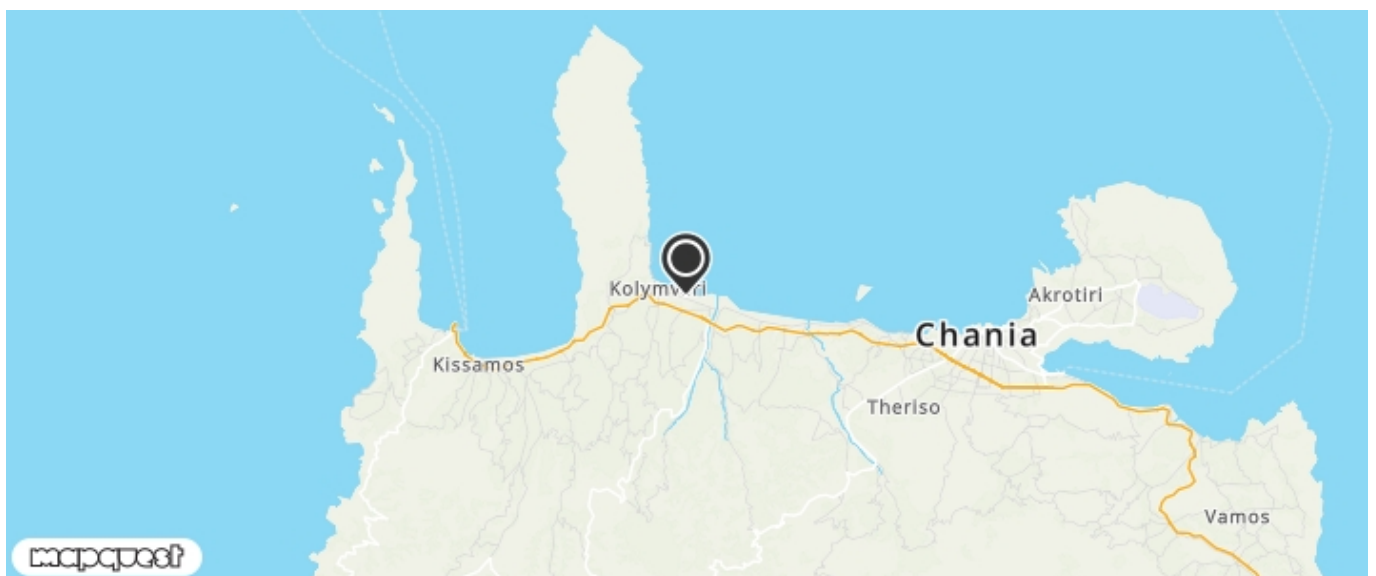 Kolymvari
Akrotiri
Chania
Kissamos
Theriso
Vamos
mapquest